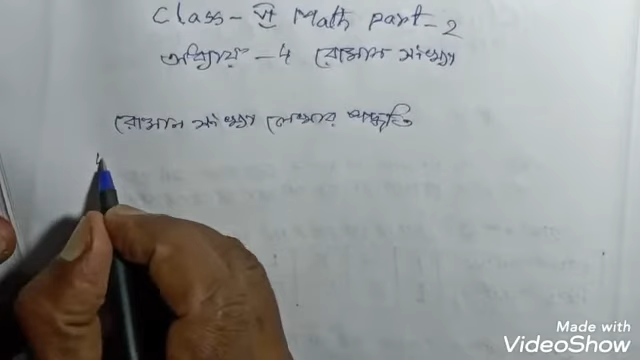 Class - VI Math part - 2
অধ্যায় - 4 রোমান সংখ্যা
রোমান সংখ্যা লেখার পদ্ধতি
Made with
VideoShow